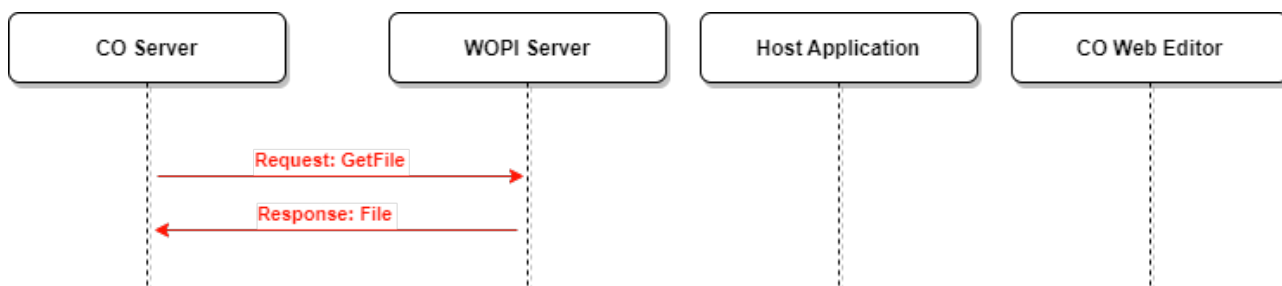 CO Server
WOPI Server
Host Application
CO Web Editor
Request: GetFile
Response: File